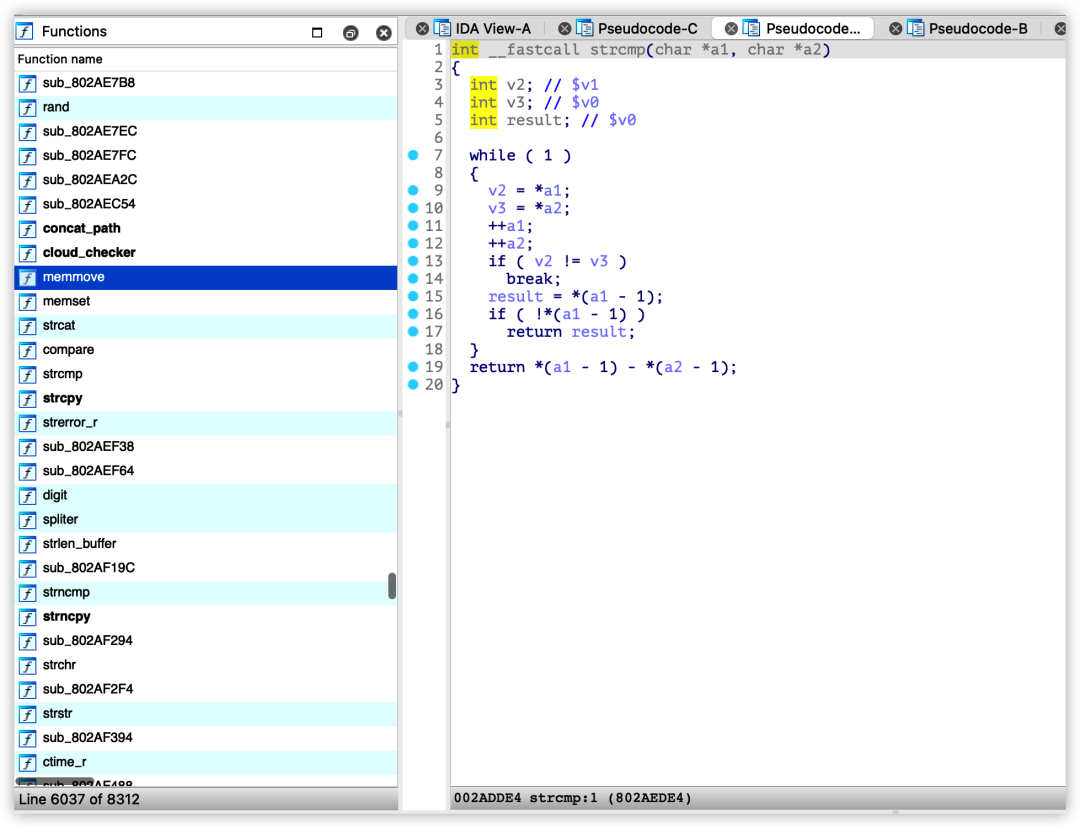 Functions
Function name
sub_802AE7B8
rand
sub_802AE7EC
sub_802AE7FC
sub_802AEA2C
sub_802AEC54
concat_path
cloud_checker
memmove
memset
strcat
compare
strcmp
strcpy
strerror_r
sub_802AEF38
sub_802AEF64
digit
spliter
strlen_buffer
sub_802AF19C
strncmp
strncpy
sub_802AF294
strchr
sub_802AF2F4
strstr
sub_802AF394
ctime_r
sub_802AF488
Line 6037 of 8312
IDA View-A Pseudocode-C Pseudocode... Pseudocode-B
1 int __fastcall strcmp(char *a1, char *a2)
2 {
3 int v2; // $v1
4 int v3; // $v0
5 int result; // $v0
6
7 while ( 1 )
8 {
9 v2 = *a1;
10 v3 = *a2;
11 ++a1;
12 ++a2;
13 if ( v2 != v3 )
14 break;
15 result = *(a1 - 1);
16 if ( !*(a1 - 1) )
17 return result;
18 }
19 return *(a1 - 1) - *(a2 - 1);
20 }
002ADDE4 strcmp:1 (802AEDE4)